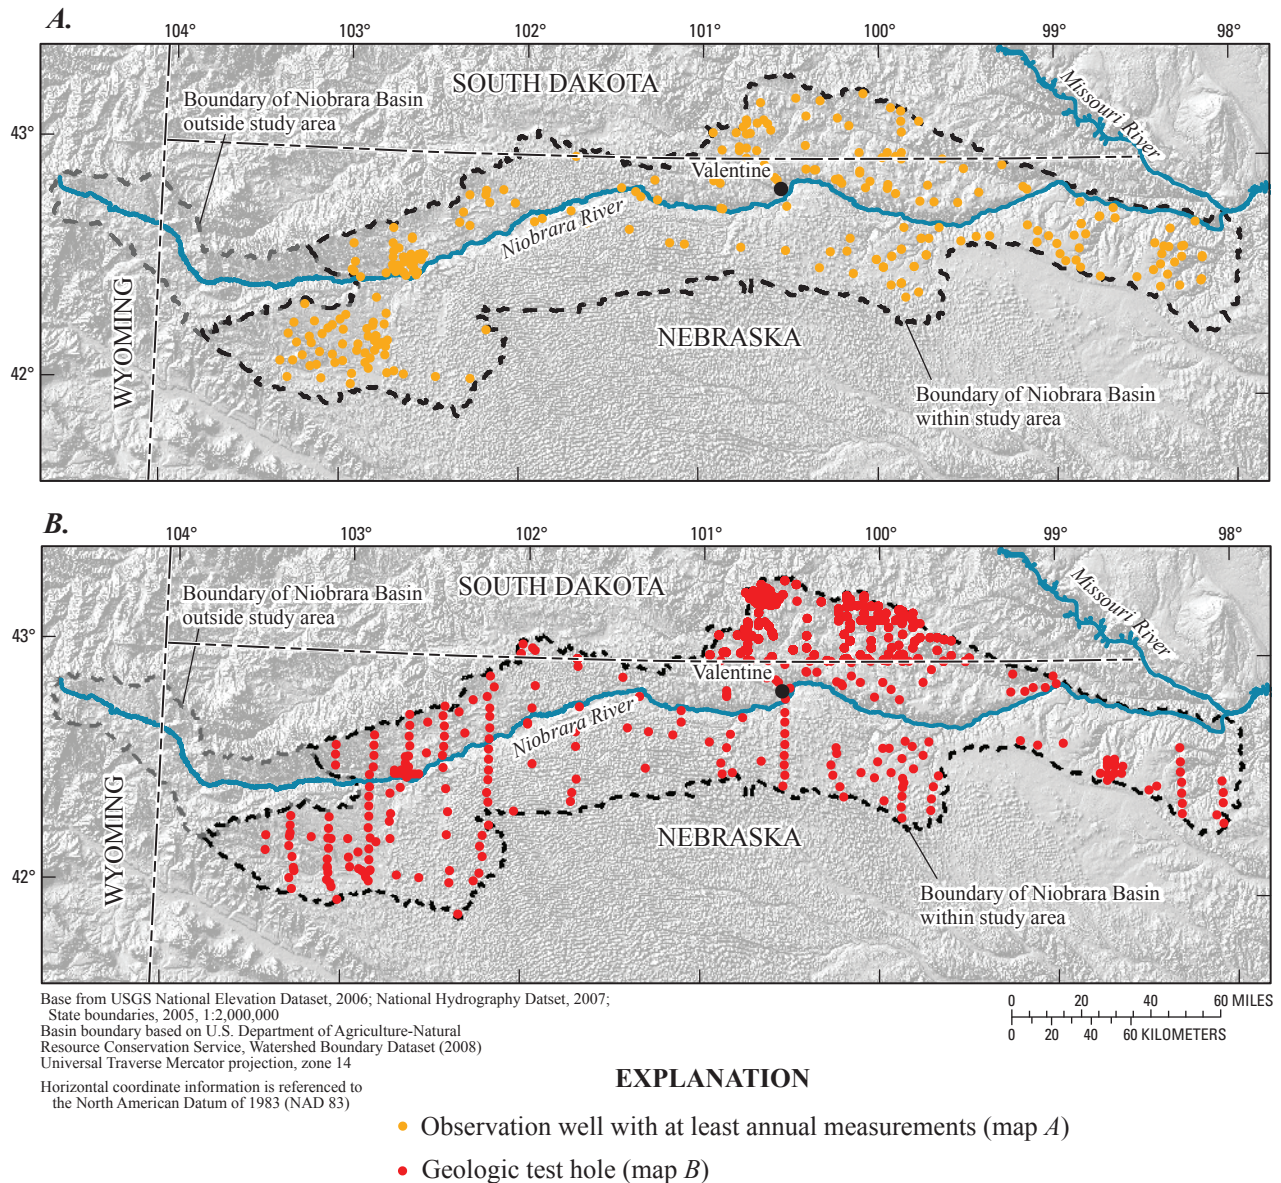 A.
104° 103° 102° 101° 100° 99° 98°
SOUTH DAKOTA
Missouri River
Boundary of Niobrara Basin
outside study area
43°
Valentine
Niobrara River
WYOMING
NEBRASKA
42°
Boundary of Niobrara Basin
within study area
B.
104° 103° 102° 101° 100° 99° 98°
SOUTH DAKOTA
Missouri River
Boundary of Niobrara Basin
outside study area
43°
Valentine
Niobrara River
WYOMING
NEBRASKA
42°
Boundary of Niobrara Basin
within study area
Base from USGS National Elevation Dataset, 2006; National Hydrography Datset, 2007;
State boundaries, 2005, 1:2,000,000
Basin boundary based on U.S. Department of Agriculture-Natural
Resource Conservation Service, Watershed Boundary Dataset (2008)
Universal Traverse Mercator projection, zone 14
Horizontal coordinate information is referenced to
the North American Datum of 1983 (NAD 83)
0 20 40 60 MILES
0 20 40 60 KILOMETERS
EXPLANATION
Observation well with at least annual measurements (map A)
Geologic test hole (map B)